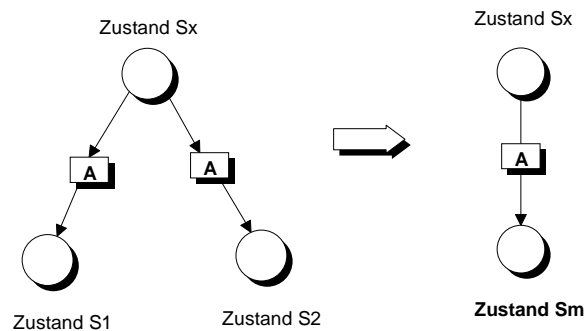 Zustand Sx
A
A
Zustand S1
Zustand S2
Zustand Sx
A
Zustand Sm